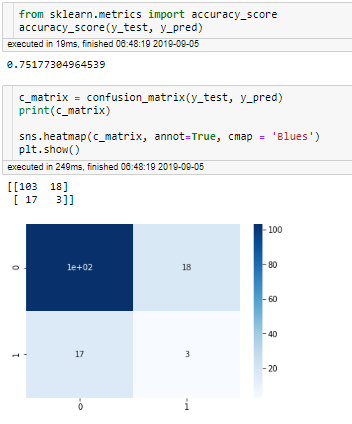 from sklearn.metrics import accuracy_score
accuracy_score(y_test, y_pred)
executed in 19ms, finished 06:48:19 2019-09-05
0.75177304964539
c_matrix = confusion_matrix(y_test, y_pred)
print(c_matrix)
sns.heatmap(c_matrix, annot=True, cmap = 'Blues')
plt.show()
executed in 249ms, finished 06:48:19 2019-09-05
[[103 18]
[ 17 3]]
100
0
1e+02
18
80
60
40
1
17
3
20
0
1